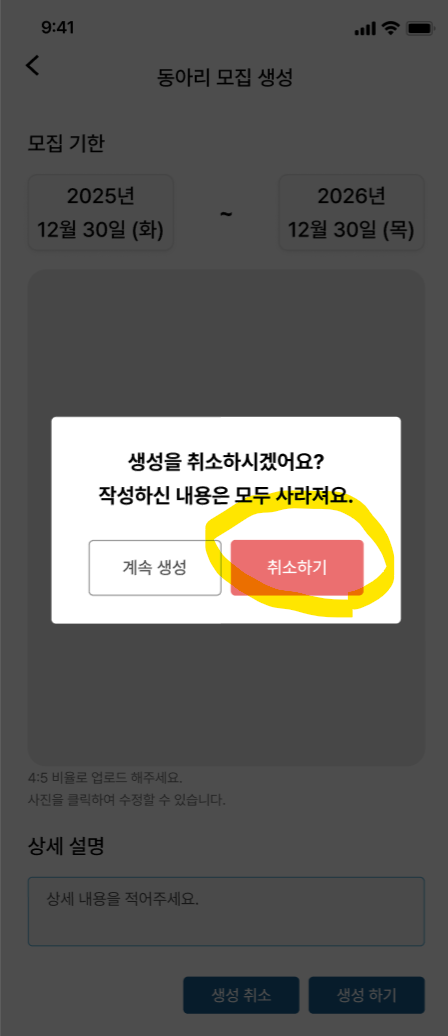 9:41
동아리 모집 생성
모집 기한
2025년
12월 30일 (화)
~
2026년
12월 30일 (목)
생성을 취소하시겠어요?
작성하신 내용은 모두 사라져요.
계속 생성
취소하기
4:5 비율로 업로드 해주세요.
사진을 클릭하여 수정할 수 있습니다.
상세 설명
상세 내용을 적어주세요.
생성 취소
생성 하기